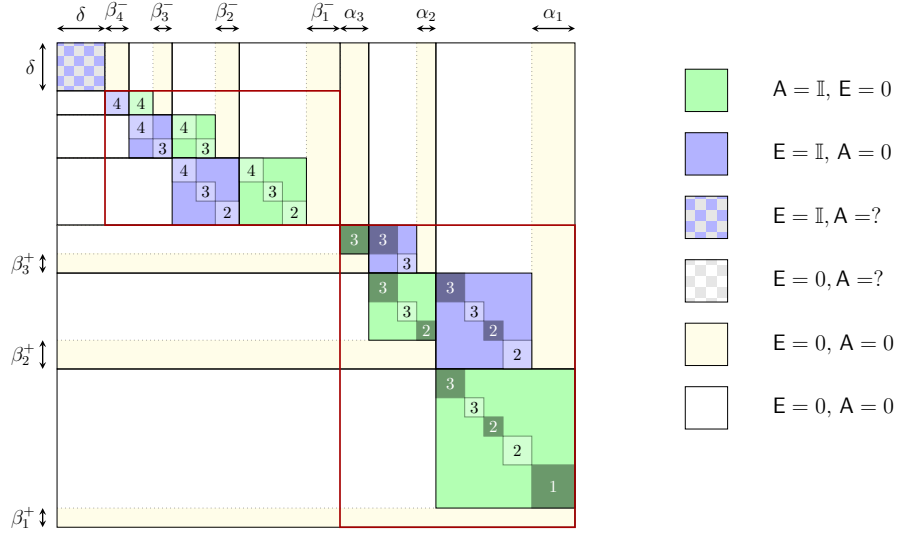 δ β₄⁻ β₃⁻ β₂⁻ β₁⁻ α₃ α₂ α₁
δ
4 4
4 4
3 3
4 4
3 3
2 2
3 3
β₃⁺ 3
3 3
3 3
2 2
β₂⁺ 2
3
3
2
2
1
β₁⁺
A = 𝕀, E = 0
E = 𝕀, A = 0
E = 𝕀, A =?
E = 0, A =?
E = 0, A = 0
E = 0, A = 0